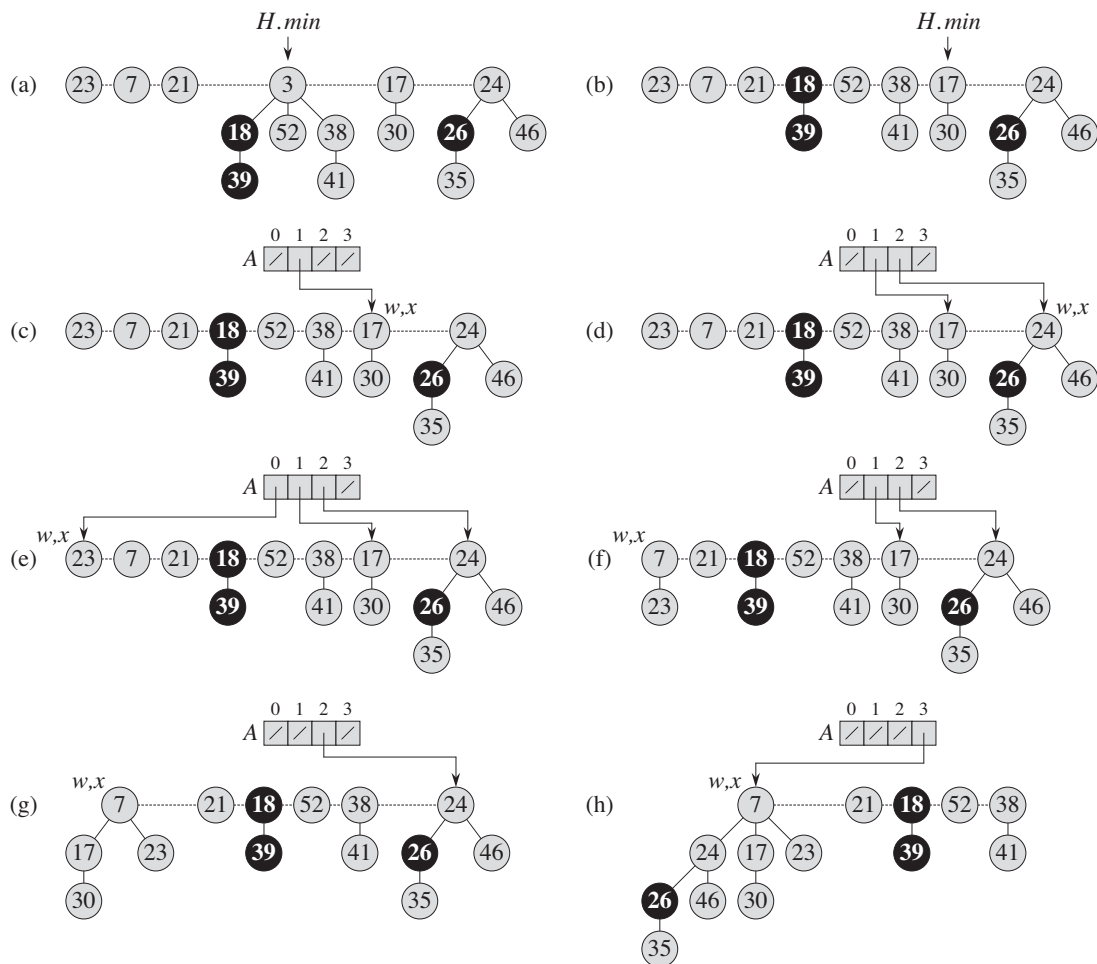 H.min H.min
(a) 23 7 21 3 17 24 (b) 23 7 21 18 52 38 17 24
18 52 38 30 26 46 39 41 30 26 46
39 41 35 35
0 1 2 3 0 1 2 3
A A
w,x w,x
(c) 23 7 21 18 52 38 17 24 (d) 23 7 21 18 52 38 17 24
39 41 30 26 46 39 41 30 26 46
35 35
0 1 2 3 0 1 2 3
A A
w,x w,x
(e) 23 7 21 18 52 38 17 24 (f) 7 21 18 52 38 17 24
39 41 30 26 46 23 39 41 30 26 46
35 35
0 1 2 3 0 1 2 3
A A
w,x w,x
(g) 7 21 18 52 38 24 (h) 7 21 18 52 38
17 23 39 41 26 46 24 17 23 39 41
30 35 26 46 30
35